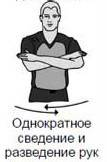 Однократное
сведение и
разведение рук